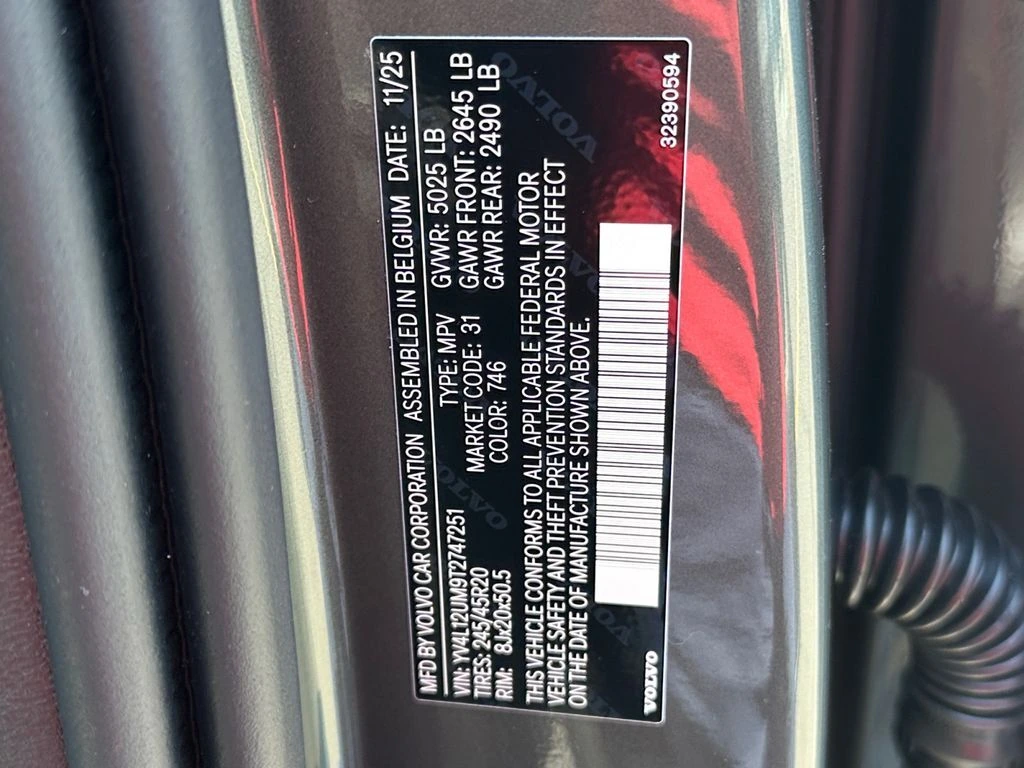 MFD BY VOLVO CAR CORPORATION ASSEMBLED IN BELGIUM DATE: 11/25
VIN: YV4L12UM9T2747251 TYPE: MPV GVWR: 5025 LB
TIRES: 245/45R20 MARKET CODE: 31 GAWR FRONT: 2645 LB
RIM: 8Jx20x50.5 COLOR: 746 GAWR REAR: 2490 LB
THIS VEHICLE CONFORMS TO ALL APPLICABLE FEDERAL MOTOR
VEHICLE SAFETY AND THEFT PREVENTION STANDARDS IN EFFECT
ON THE DATE OF MANUFACTURE SHOWN ABOVE.
VOLVO 32390594